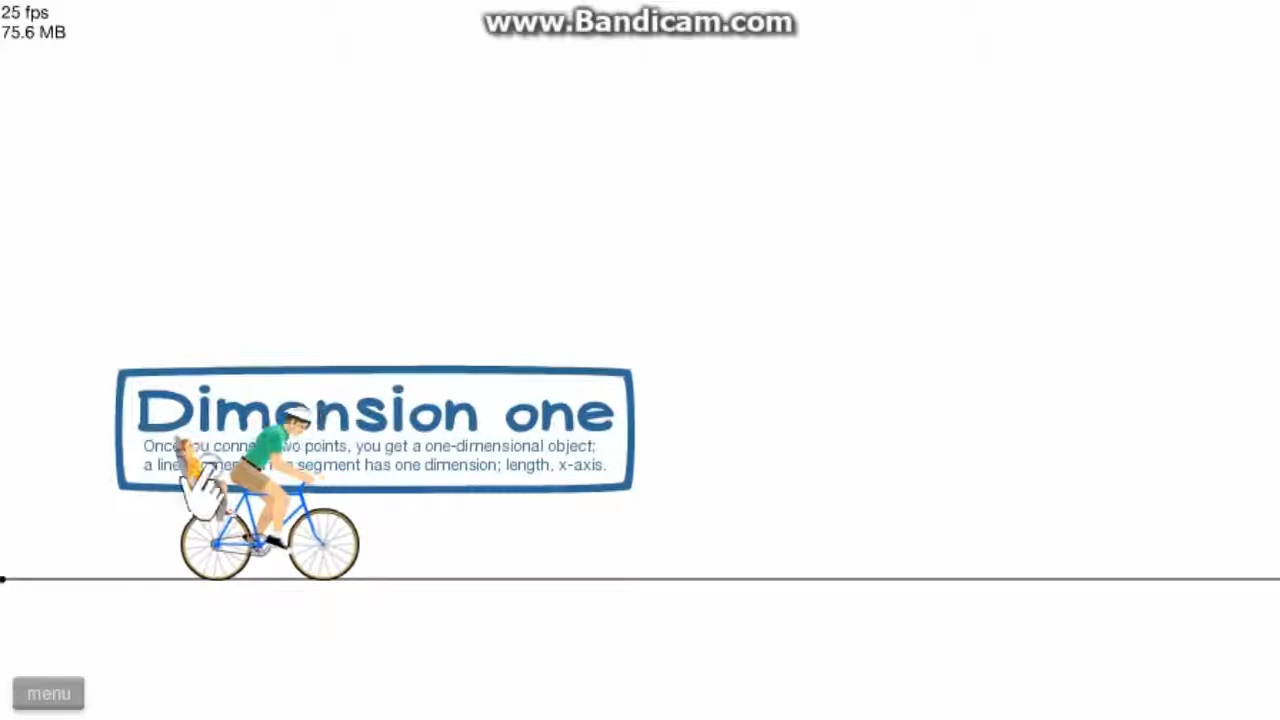 25 fps
75.6 MB
www.Bandicam.com
Dimension one
points, you get a one-dimensional object;
segment has one dimension; length, x-axis.
menu